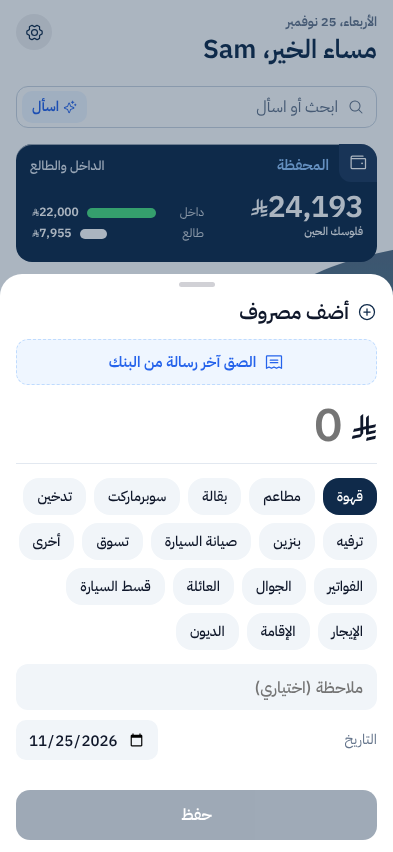 الأربعاء، 25 نوفمبر
مساء الخير، Sam
ابحث أو اسأل
اسأل
المحفظة
الداخل والطالع
24,193
فلوسك الحين
داخل
22,000
طالع
7,955
أضف مصروف
الصق آخر رسالة من البنك
0
قهوة مطاعم بقالة سوبرماركت تدخين
ترفيه بنزين صيانة السيارة تسوق أخرى
الفواتير الجوال العائلة قسط السيارة
الإيجار الإقامة الديون
ملاحظة (اختياري)
التاريخ
11/25/2026
حفظ